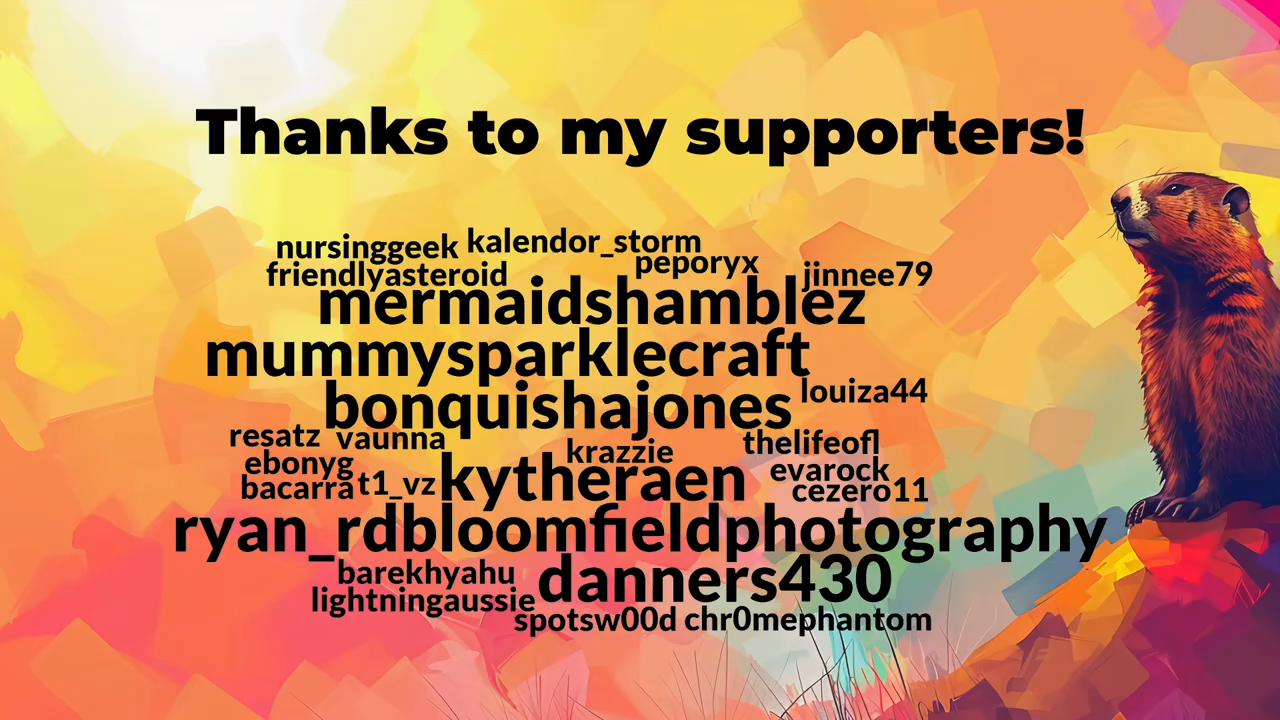 Thanks to my supporters!
nursinggeek kalendor_storm
friendlyasteroid peporyx jinnee79
mermaidshamblez
mummysparklecraft
bonquishajones louiza44
resatz vaunna krazzie thelifeofl
ebonyg kytheraen evarock
bacarra t1_vz cezero11
ryan_rdbloomfieldphotography
barekhyahu danners430
lightningaussie
spotsw00d chr0mephantom